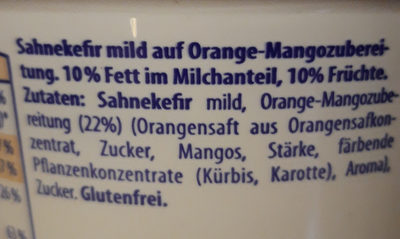 Sahnekefir mild auf Orange-Mangozuberei-
tung. 10% Fett im Milchanteil, 10% Früchte.
Zutaten: Sahnekefir mild, Orange-Mangozube-
reitung (22%) (Orangensaft aus Orangensafkon-
zentrat, Zucker, Mangos, Stärke, färbende
Pflanzenkonzentrate (Kürbis, Karotte), Aroma),
Zucker. Glutenfrei.